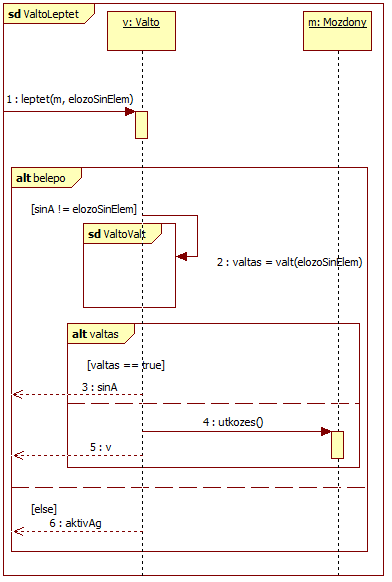 sd ValtoLeptet
v: Valto
m: Mozdony
1 : leptet(m, elozoSinElem)
alt belepo
[sinA != elozoSinElem]
sd ValtoValt
2 : valtas = valt(elozoSinElem)
alt valtas
[valtas == true]
3 : sinA
4 : utkozes()
5 : v
[else]
6 : aktivAg